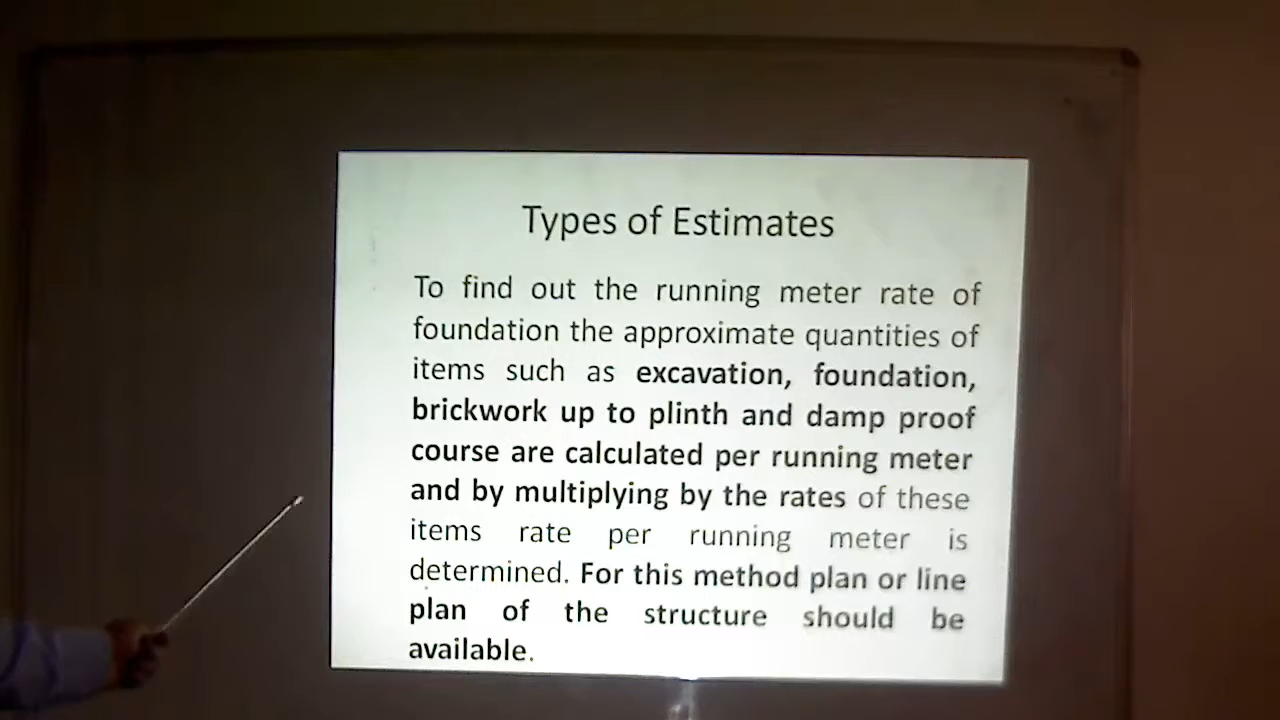 Types of Estimates
To find out the running meter rate of
foundation the approximate quantities of
items such as excavation, foundation,
brickwork up to plinth and damp proof
course are calculated per running meter
and by multiplying by the rates of these
items rate per running meter is
determined. For this method plan or line
plan of the structure should be
available.